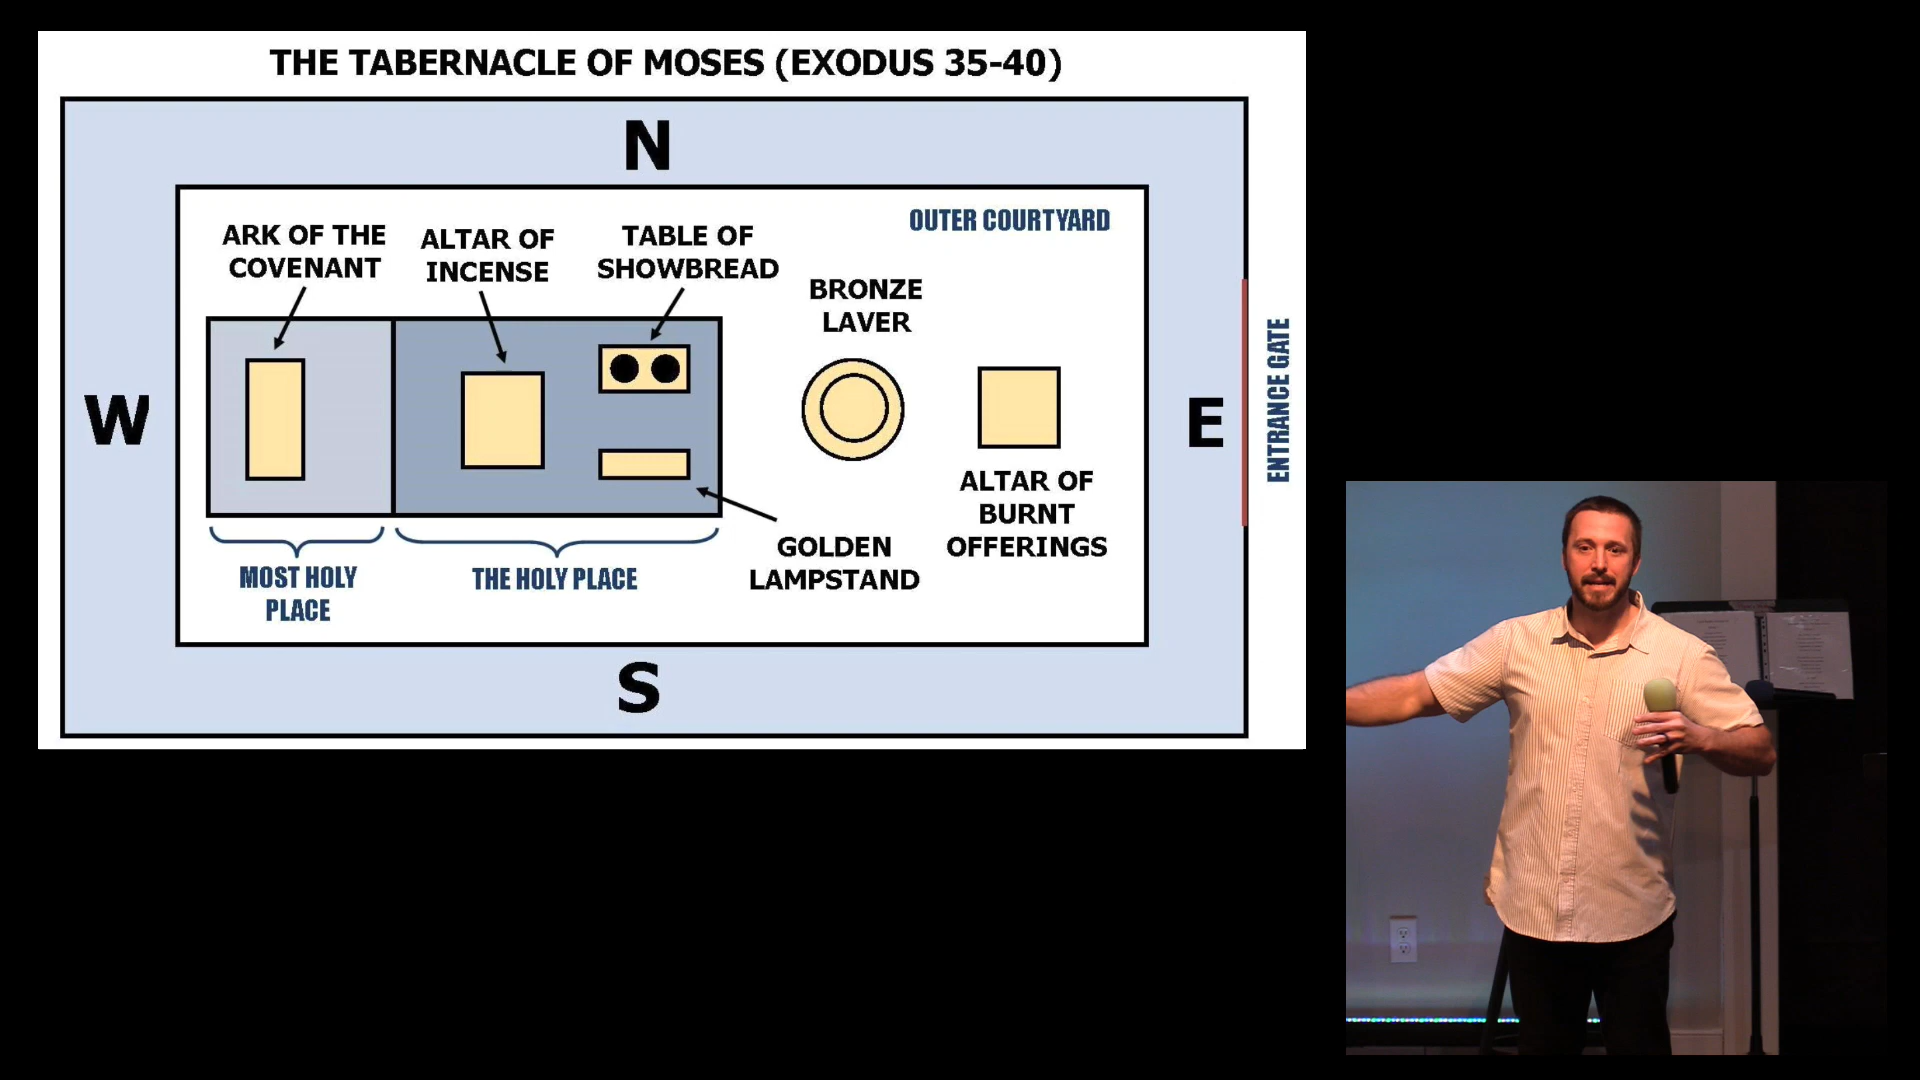 THE TABERNACLE OF MOSES (EXODUS 35-40)
N
OUTER COURTYARD
ARK OF THE
COVENANT
ALTAR OF
INCENSE
TABLE OF
SHOWBREAD
BRONZE
LAVER
W
E
ENTRANCE GATE
ALTAR OF
BURNT
OFFERINGS
GOLDEN
LAMPSTAND
MOST HOLY
PLACE
THE HOLY PLACE
S